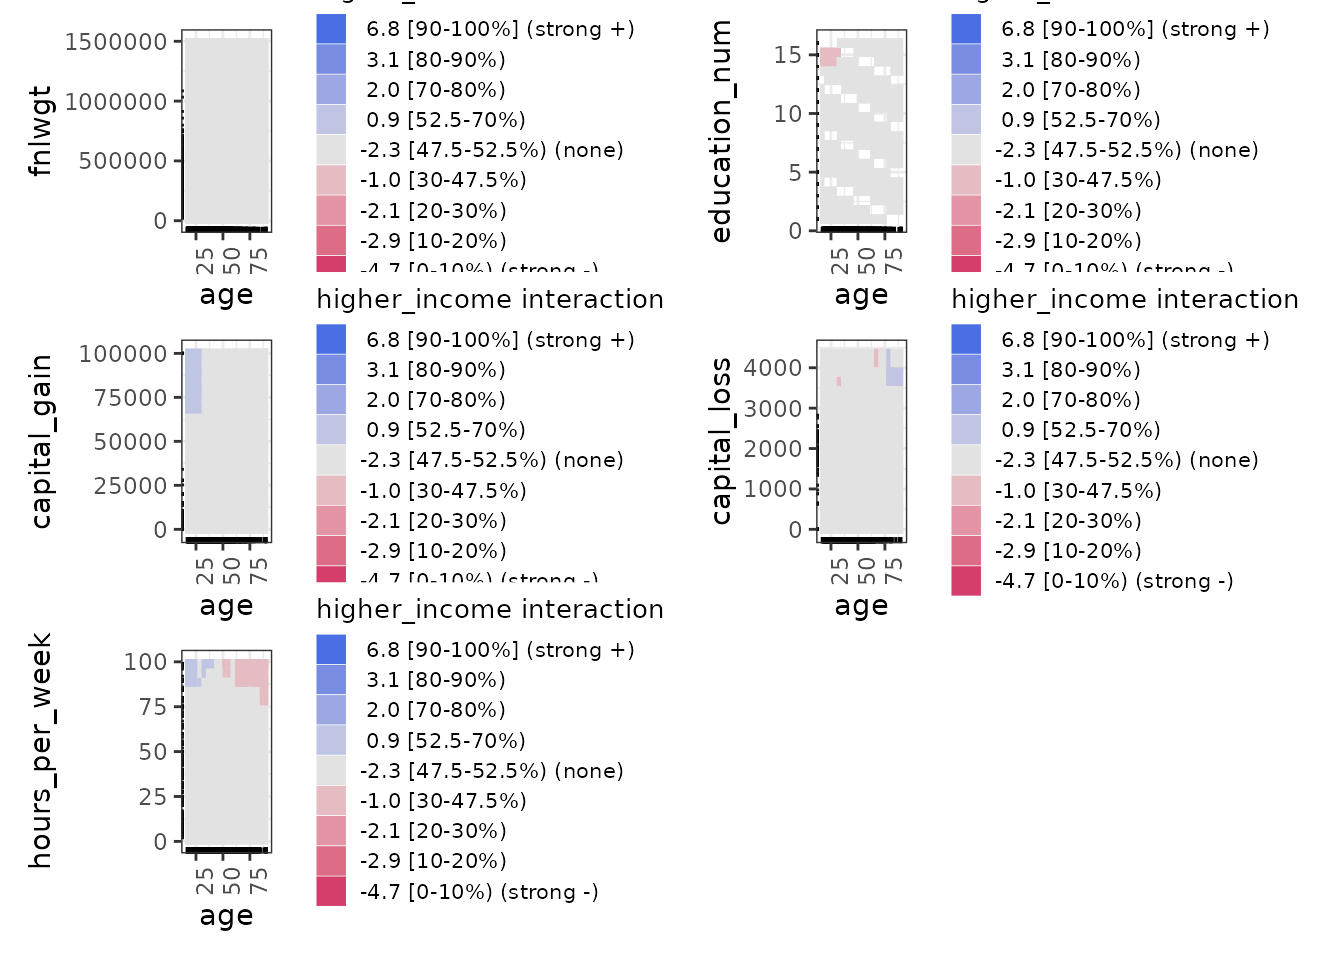 fnlwgt
1500000
1000000
500000
0
25
50
75
age
6.8 [90-100%] (strong +)
3.1 [80-90%)
2.0 [70-80%)
0.9 [52.5-70%)
-2.3 [47.5-52.5%) (none)
-1.0 [30-47.5%)
-2.1 [20-30%)
-2.9 [10-20%)
-4.7 [0-10%) (strong -)
education_num
15
10
5
0
25
50
75
age
6.8 [90-100%] (strong +)
3.1 [80-90%)
2.0 [70-80%)
0.9 [52.5-70%)
-2.3 [47.5-52.5%) (none)
-1.0 [30-47.5%)
-2.1 [20-30%)
-2.9 [10-20%)
-4.7 [0-10%) (strong -)
capital_gain
100000
75000
50000
25000
0
25
50
75
age
higher_income interaction
6.8 [90-100%] (strong +)
3.1 [80-90%)
2.0 [70-80%)
0.9 [52.5-70%)
-2.3 [47.5-52.5%) (none)
-1.0 [30-47.5%)
-2.1 [20-30%)
-2.9 [10-20%)
-4.7 [0-10%) (strong -)
capital_loss
4000
3000
2000
1000
0
25
50
75
age
higher_income interaction
6.8 [90-100%] (strong +)
3.1 [80-90%)
2.0 [70-80%)
0.9 [52.5-70%)
-2.3 [47.5-52.5%) (none)
-1.0 [30-47.5%)
-2.1 [20-30%)
-2.9 [10-20%)
-4.7 [0-10%) (strong -)
hours_per_week
100
75
50
25
0
25
50
75
age
higher_income interaction
6.8 [90-100%] (strong +)
3.1 [80-90%)
2.0 [70-80%)
0.9 [52.5-70%)
-2.3 [47.5-52.5%) (none)
-1.0 [30-47.5%)
-2.1 [20-30%)
-2.9 [10-20%)
-4.7 [0-10%) (strong -)